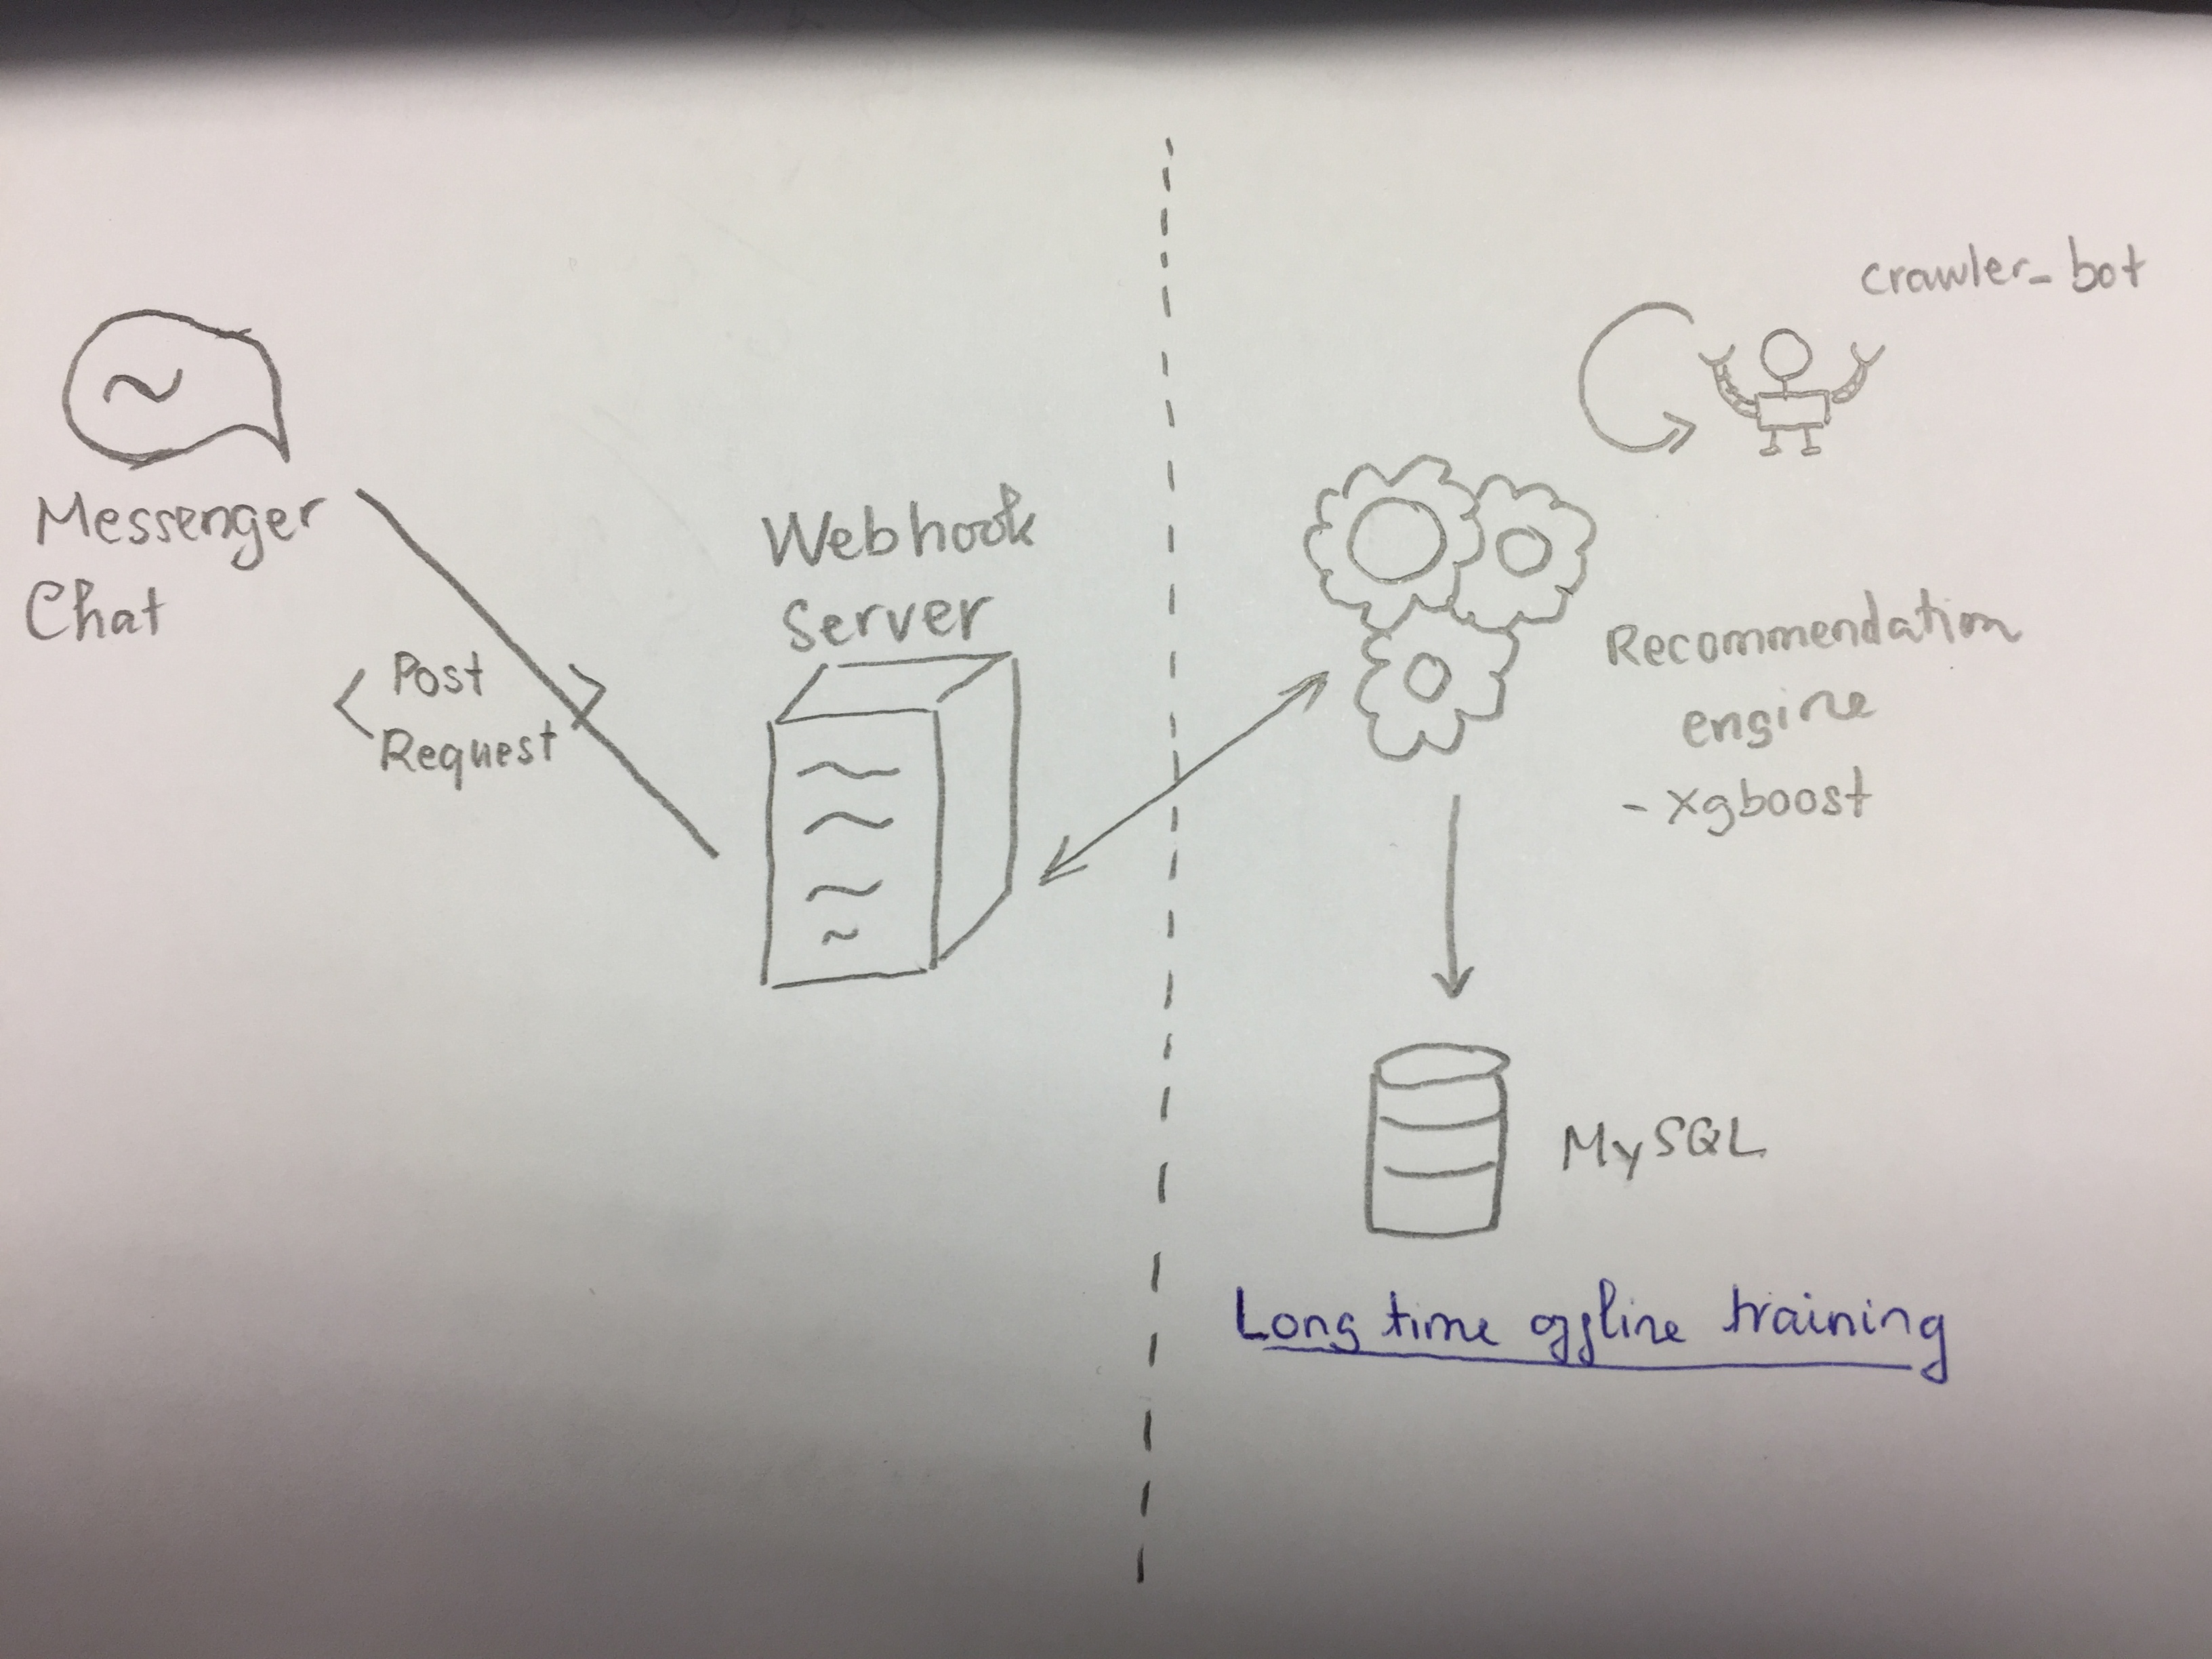 Messenger
Chat
< Post >
Request
Webhook
Server
crawler_bot
Recommendation
engine
- xgboost
MySQL
Long time offline training